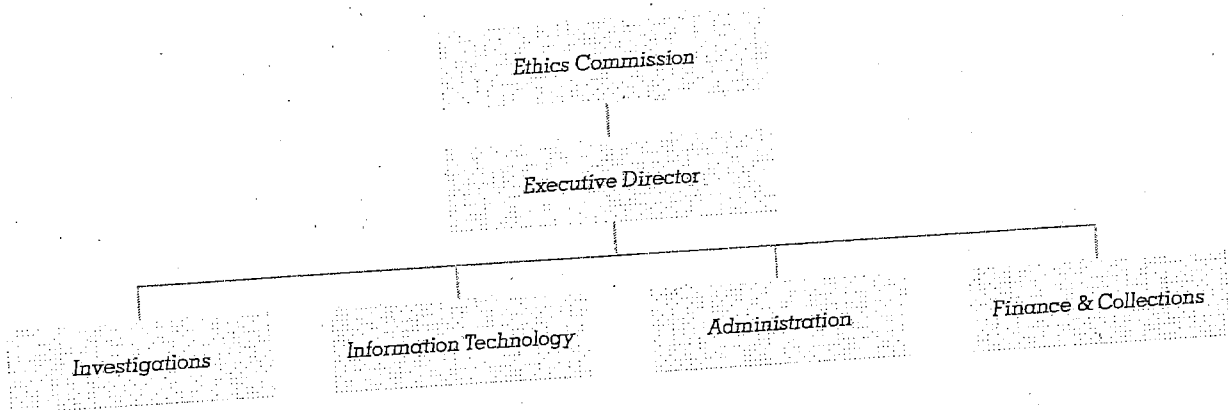 Ethics Commission
Executive Director
Investigations
Information Technology
Administration
Finance & Collections